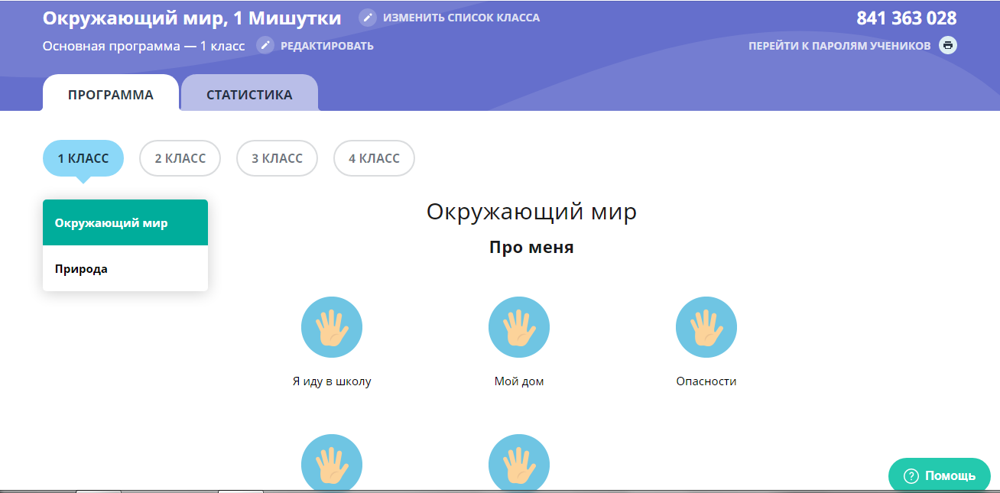 Окружающий мир, 1 Мишутки
ИЗМЕНИТЬ СПИСОК КЛАССА
841 363 028
Основная программа — 1 класс
РЕДАКТИРОВАТЬ
ПЕРЕЙТИ К ПАРОЛЯМ УЧЕНИКОВ
ПРОГРАММА
СТАТИСТИКА
1 КЛАСС
2 КЛАСС
3 КЛАСС
4 КЛАСС
Окружающий мир
Природа
Окружающий мир
Про меня
Я иду в школу
Мой дом
Опасности
? Помощь